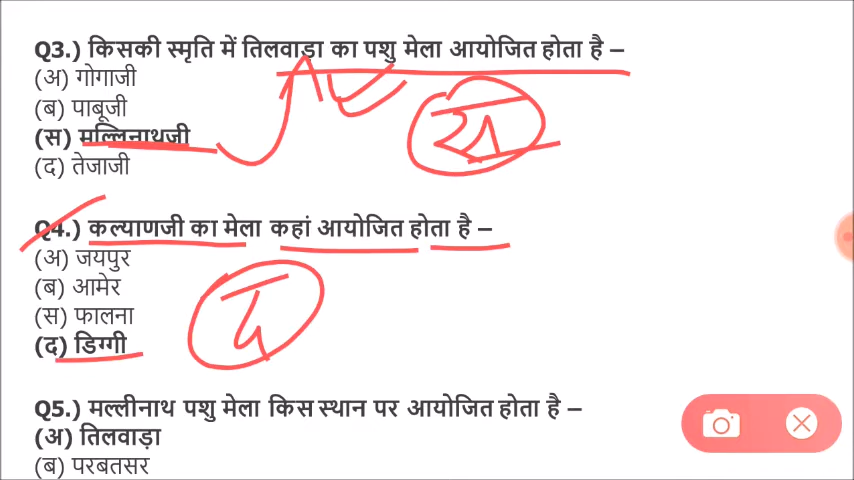 Q3.) किसकी स्मृति में तिलवाड़ा का पशु मेला आयोजित होता है –
(अ) गोगाजी
(ब) पाबूजी
(स) मल्लिनाथजी
स
(द) तेजाजी
Q4.) कल्याणजी का मेला कहां आयोजित होता है –
(अ) जयपुर
(ब) आमेर
(स) फालना
द
(द) डिग्गी
Q5.) मल्लीनाथ पशु मेला किस स्थान पर आयोजित होता है –
(अ) तिलवाड़ा
(ब) परबतसर